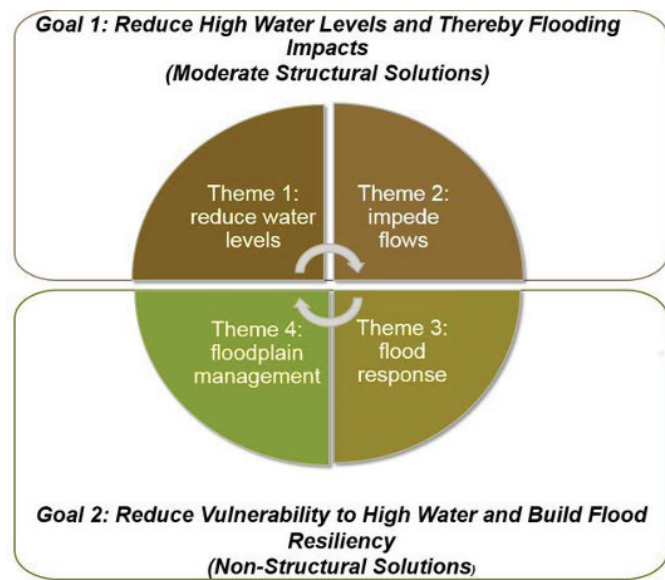 Goal 1: Reduce High Water Levels and Thereby Flooding
Impacts
(Moderate Structural Solutions)
Theme 1:
reduce water
levels
Theme 2:
impede
flows
Theme 4:
floodplain
management
Theme 3:
flood
response
Goal 2: Reduce Vulnerability to High Water and Build Flood
Resiliency
(Non-Structural Solutions)